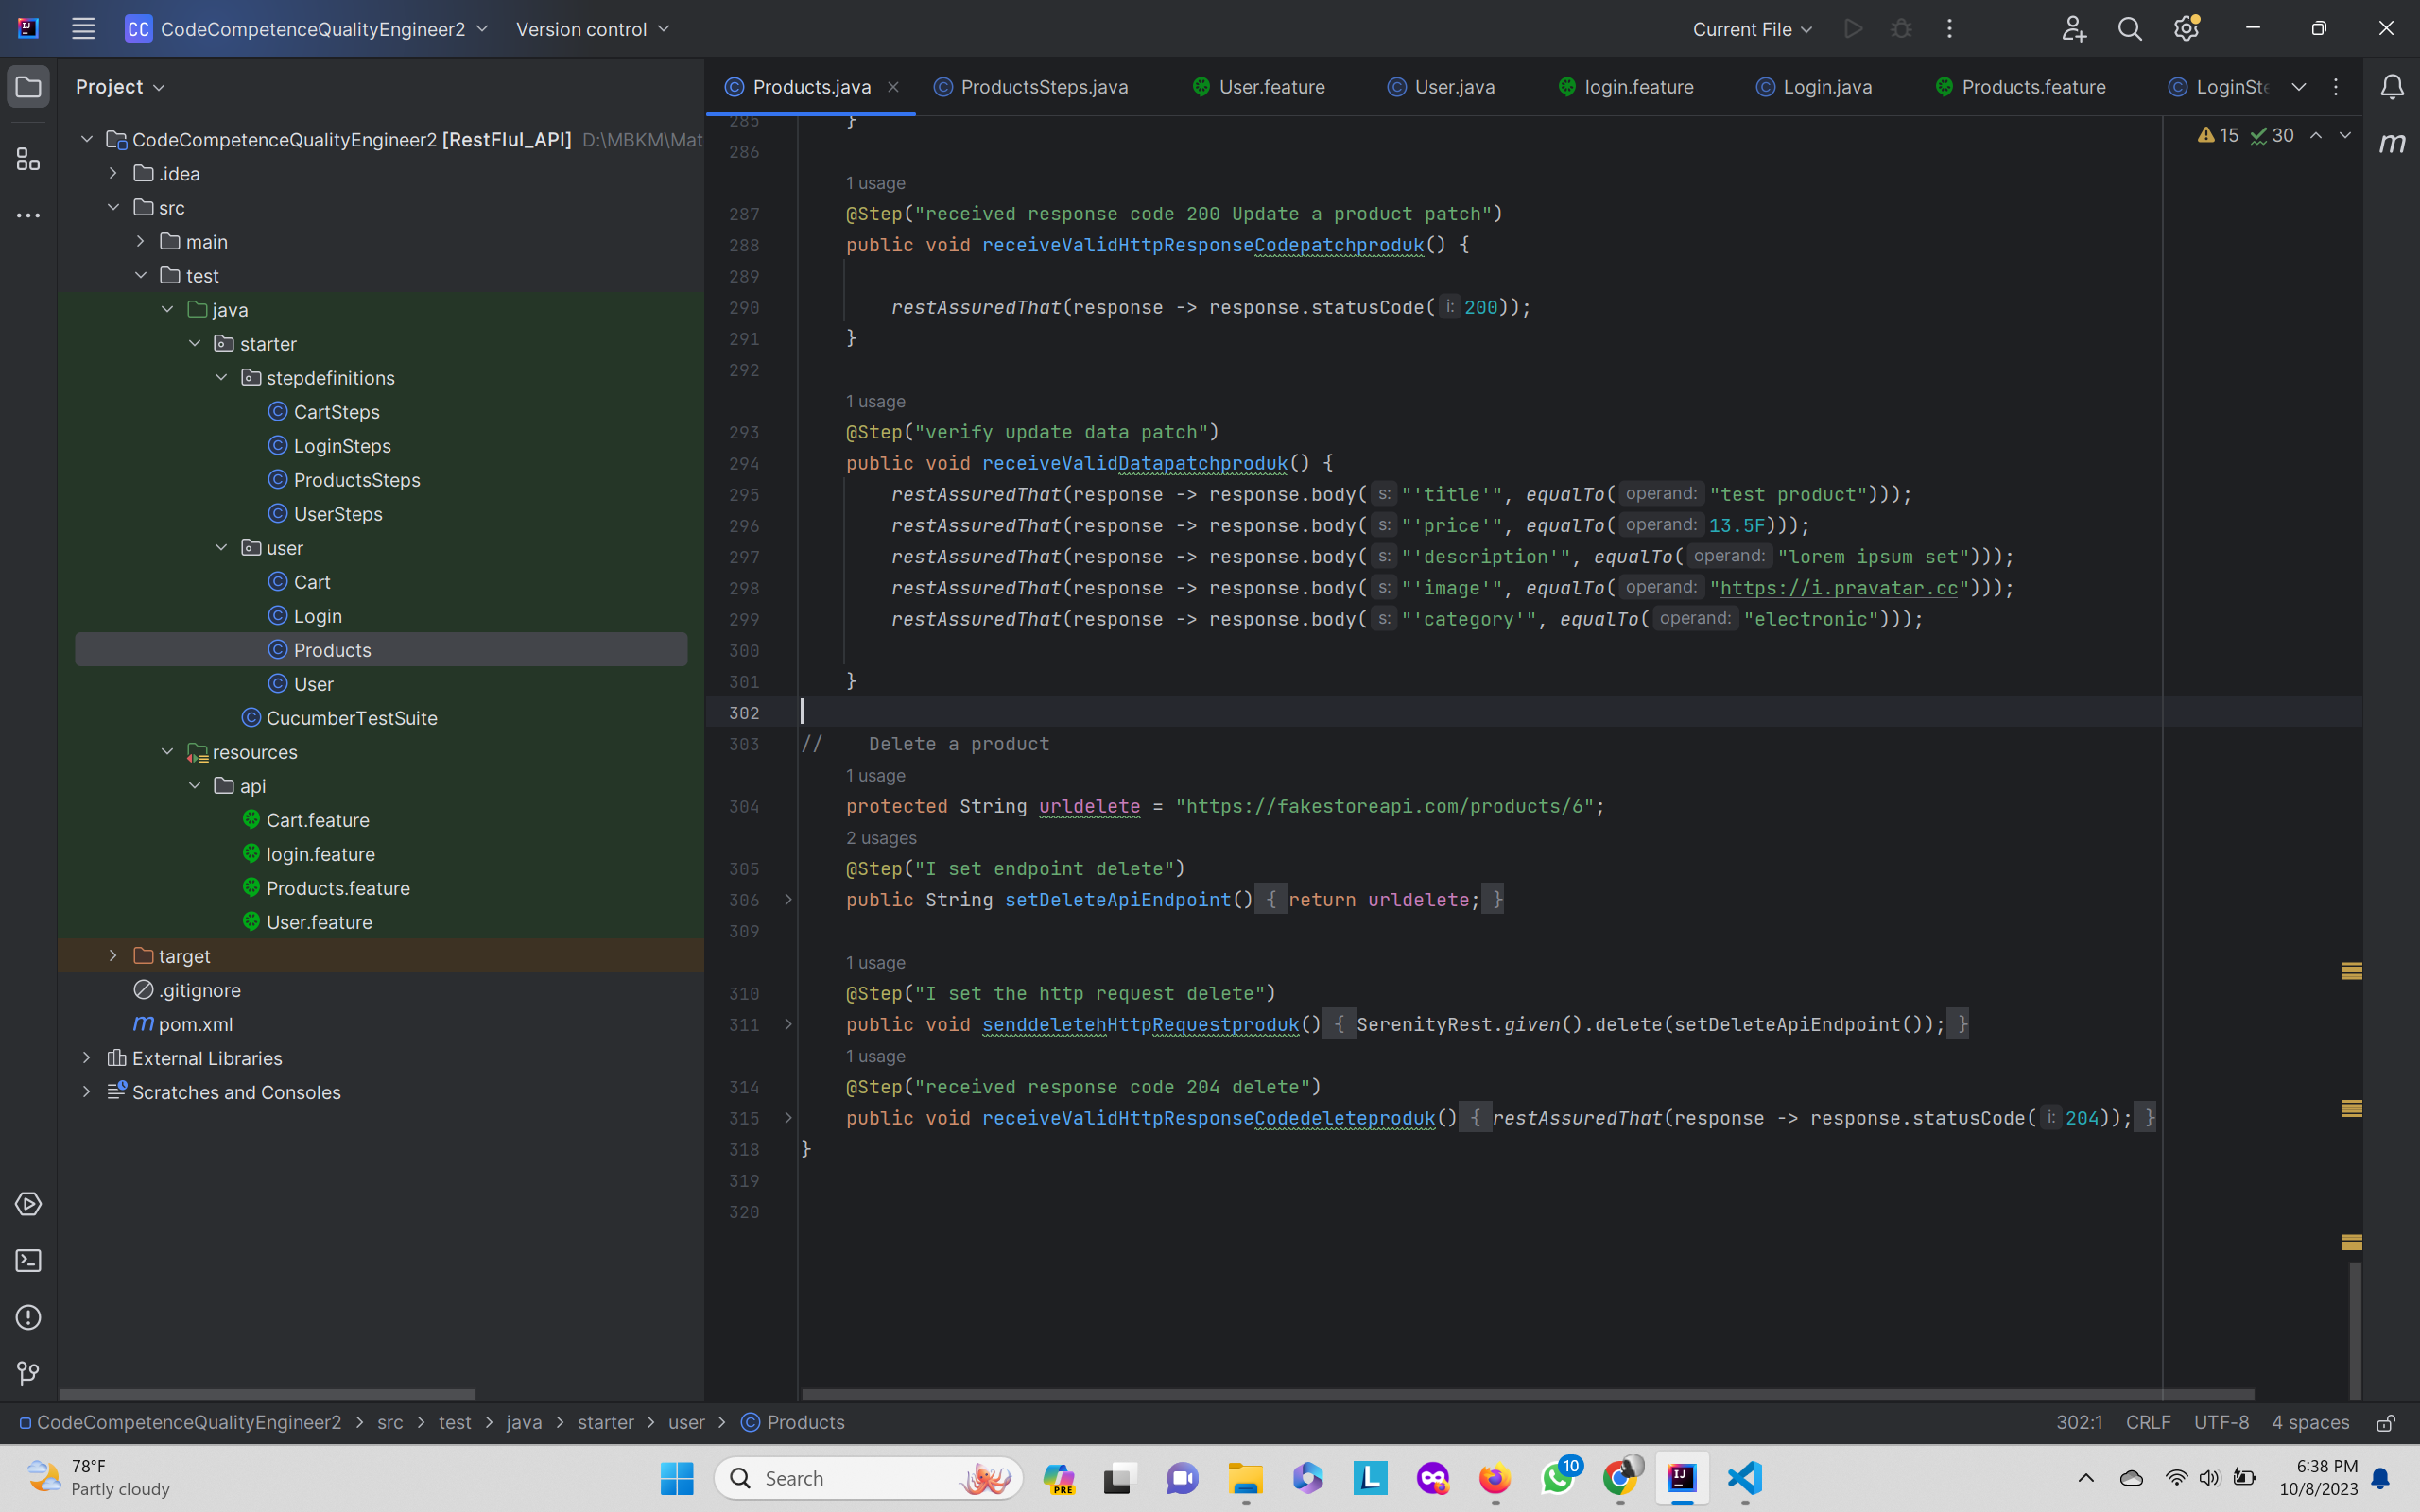 CC CodeCompetenceQualityEngineer2 Version control Current File
Project
CodeCompetenceQualityEngineer2 [RestFlul_API] D:\MBKM\Mat
.idea
src
main
test
java
starter
stepdefinitions
CartSteps
LoginSteps
ProductsSteps
UserSteps
user
Cart
Login
Products
User
CucumberTestSuite
resources
api
Cart.feature
login.feature
Products.feature
User.feature
target
.gitignore
pom.xml
External Libraries
Scratches and Consoles
Products.java ProductsSteps.java User.feature User.java login.feature Login.java Products.feature LoginSte
15 30
285 }
286
1 usage
287 @Step("received response code 200 Update a product patch")
288 public void receiveValidHttpResponseCodepatchproduk() {
289
290 restAssuredThat(response -> response.statusCode( i: 200));
291 }
292
1 usage
293 @Step("verify update data patch")
294 public void receiveValidDatapatchproduk() {
295 restAssuredThat(response -> response.body( s: "'title'", equalTo( operand: "test product")));
296 restAssuredThat(response -> response.body( s: "'price'", equalTo( operand: 13.5F)));
297 restAssuredThat(response -> response.body( s: "'description'", equalTo( operand: "lorem ipsum set")));
298 restAssuredThat(response -> response.body( s: "'image'", equalTo( operand: "https://i.pravatar.cc")));
299 restAssuredThat(response -> response.body( s: "'category'", equalTo( operand: "electronic")));
300
301 }
302
303 // Delete a product
1 usage
304 protected String urldelete = "https://fakestoreapi.com/products/6";
2 usages
305 @Step("I set endpoint delete")
306 public String setDeleteApiEndpoint() { return urldelete; }
309
1 usage
310 @Step("I set the http request delete")
311 public void senddeletehHttpRequestproduk() { SerenityRest.given().delete(setDeleteApiEndpoint()); }
1 usage
314 @Step("received response code 204 delete")
315 public void receiveValidHttpResponseCodedeleteproduk() { restAssuredThat(response -> response.statusCode( i: 204)); }
318 }
319
320
CodeCompetenceQualityEngineer2 > src > test > java > starter > user > Products 302:1 CRLF UTF-8 4 spaces
78°F
Partly cloudy
Search
PRE
10
6:38 PM
10/8/2023